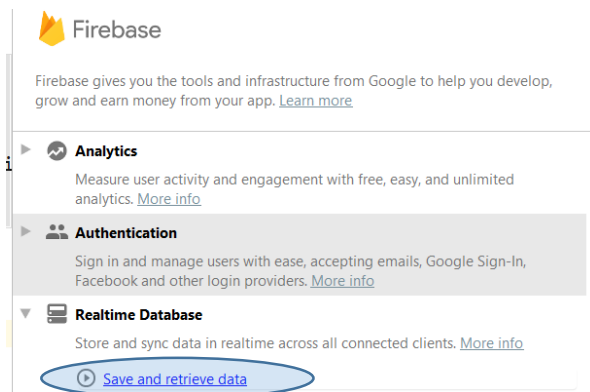 Firebase
Firebase gives you the tools and infrastructure from Google to help you develop,
grow and earn money from your app. Learn more
i
Analytics
Measure user activity and engagement with free, easy, and unlimited
analytics. More info
Authentication
Sign in and manage users with ease, accepting emails, Google Sign-In,
Facebook and other login providers. More info
Realtime Database
Store and sync data in realtime across all connected clients. More info
Save and retrieve data